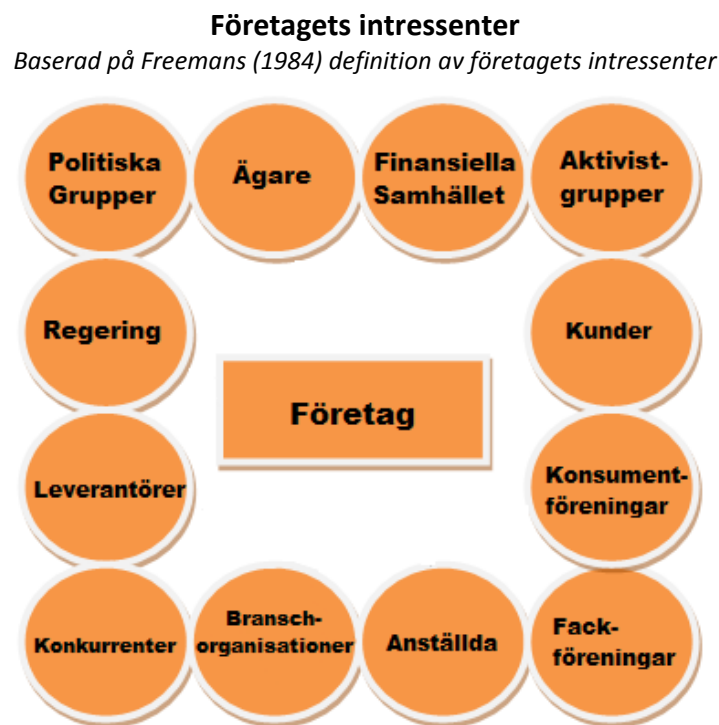 Företagets intressenter
Baserad på Freemans (1984) definition av företagets intressenter
Politiska
Grupper
Ägare
Finansiella
Samhället
Aktivist-
grupper
Regering
Kunder
Företag
Leverantörer
Konsument-
föreningar
Konkurrenter
Bransch-
organisationer
Anställda
Fack-
föreningar